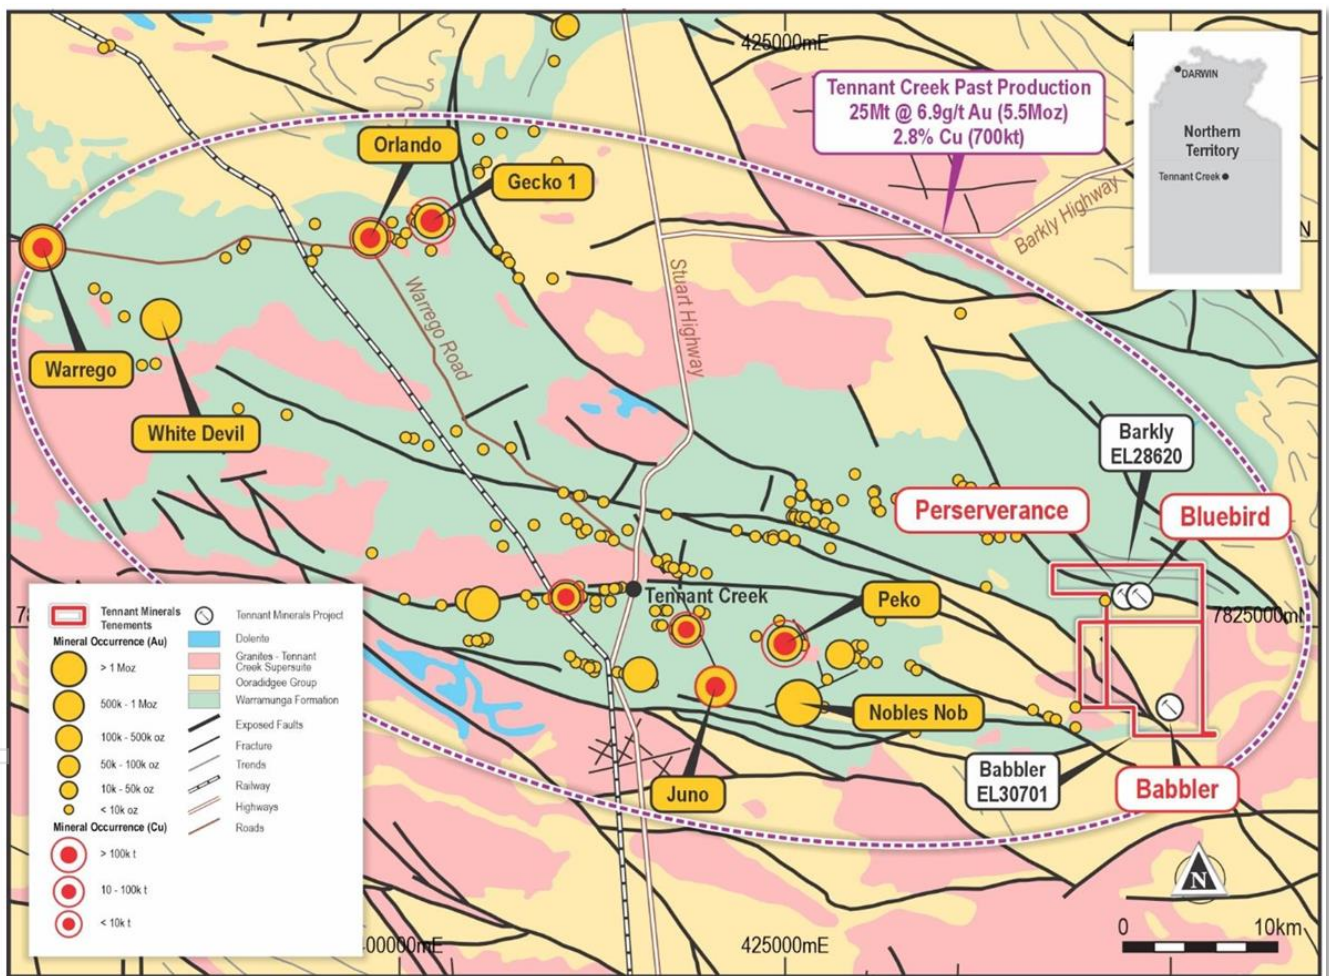 425000mE
4
DARWIN
Northern
Territory
Tennant Creek
Tennant Creek Past Production
25Mt @ 6.9g/t Au (5.5Moz)
2.8% Cu (700kt)
Orlando
Gecko 1
Barkly Highway
N
Warrego Road
Stuart Highway
Warrego
White Devil
Barkly
EL28620
Perserverance
Bluebird
Tennant Creek
Peko
7825000mN
78
Nobles Nob
Juno
Babbler
EL30701
Babbler
Tennant Minerals
Tenements
Mineral Occurrence (Au)
> 1 Moz
500k - 1 Moz
100k - 500k oz
50k - 100k oz
10k - 50k oz
< 10k oz
Mineral Occurrence (Cu)
> 100k t
10 - 100k t
< 10k t
Tennant Minerals Project
Dolerite
Granites - Tennant
Creek Supersuite
Ooradidgee Group
Warramunga Formation
Exposed Faults
Fracture
Trends
Railway
Highways
Roads
00000mE
425000mE
N
0
10km